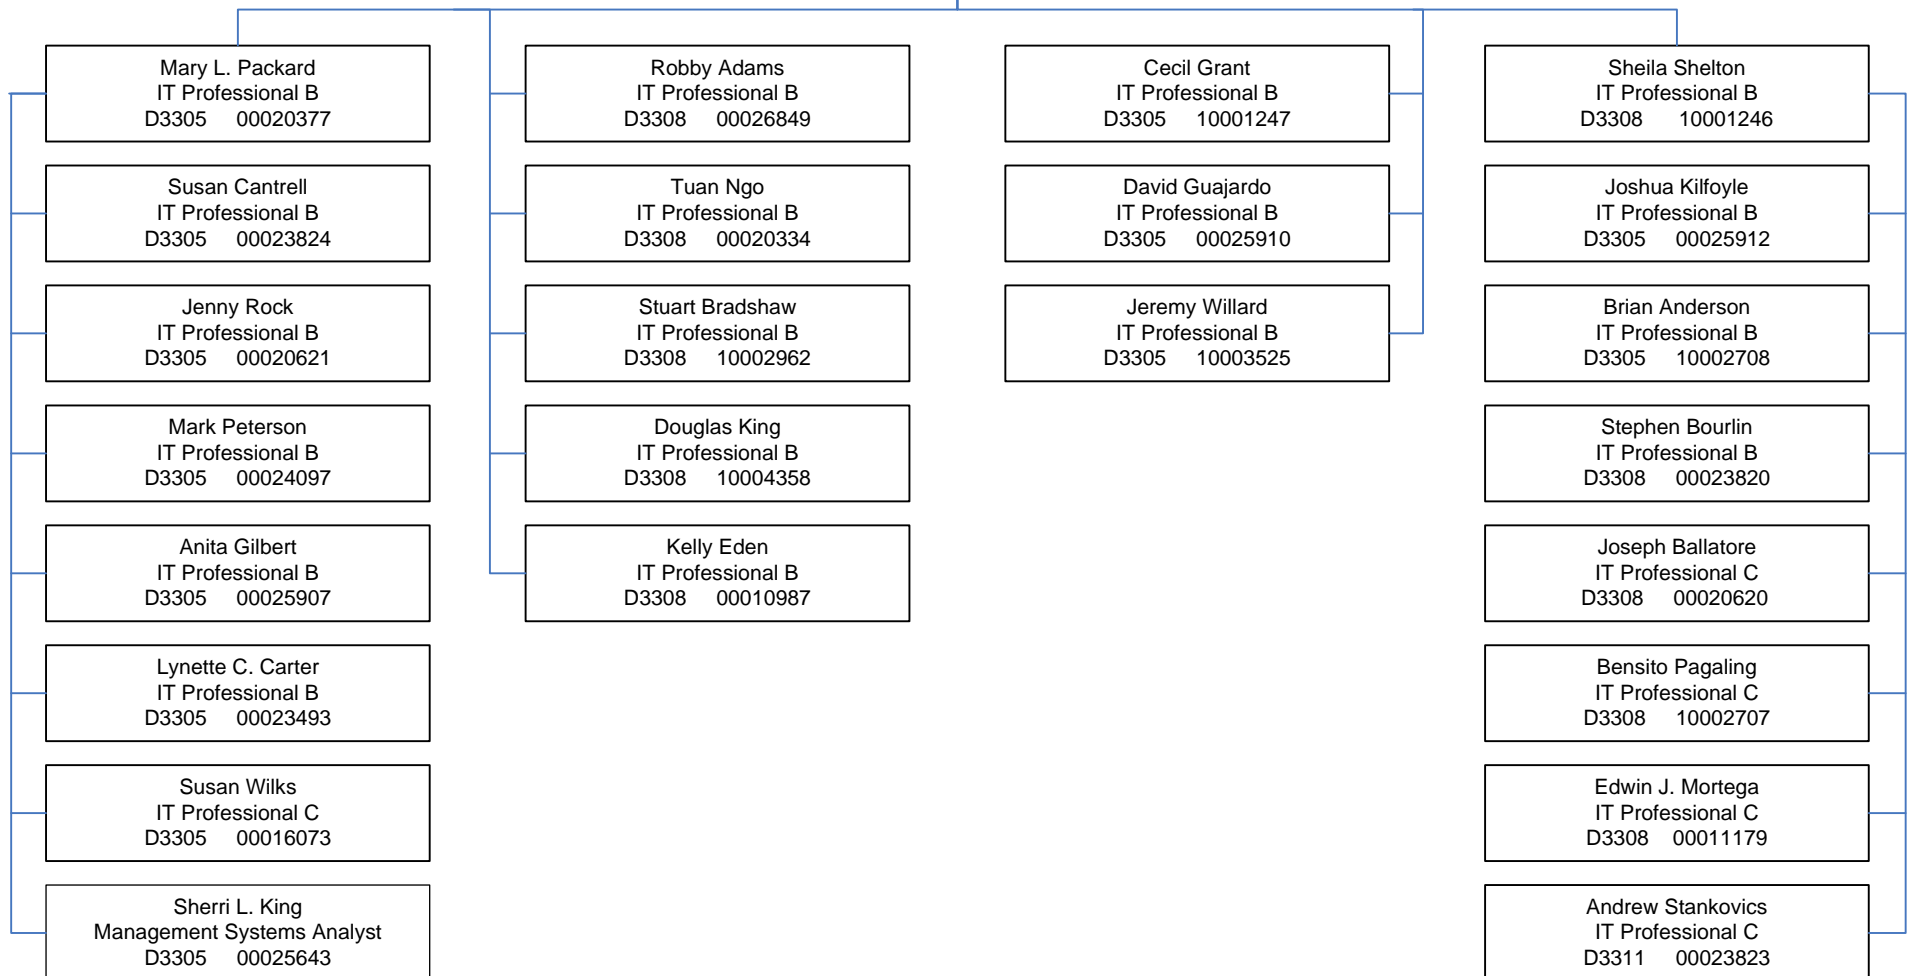 Mary L. Packard
IT Professional B
D3305 00020377
Susan Cantrell
IT Professional B
D3305 00023824
Jenny Rock
IT Professional B
D3305 00020621
Mark Peterson
IT Professional B
D3305 00024097
Anita Gilbert
IT Professional B
D3305 00025907
Lynette C. Carter
IT Professional B
D3305 00023493
Susan Wilks
IT Professional C
D3305 00016073
Sherri L. King
Management Systems Analyst
D3305 00025643
Robby Adams
IT Professional B
D3308 00026849
Tuan Ngo
IT Professional B
D3308 00020334
Stuart Bradshaw
IT Professional B
D3308 10002962
Douglas King
IT Professional B
D3308 10004358
Kelly Eden
IT Professional B
D3308 00010987
Cecil Grant
IT Professional B
D3305 10001247
David Guajardo
IT Professional B
D3305 00025910
Jeremy Willard
IT Professional B
D3305 10003525
Sheila Shelton
IT Professional B
D3308 10001246
Joshua Kilfoyle
IT Professional B
D3305 00025912
Brian Anderson
IT Professional B
D3305 10002708
Stephen Bourlin
IT Professional B
D3308 00023820
Joseph Ballatore
IT Professional C
D3308 00020620
Bensito Pagaling
IT Professional C
D3308 10002707
Edwin J. Mortega
IT Professional C
D3308 00011179
Andrew Stankovics
IT Professional C
D3311 00023823